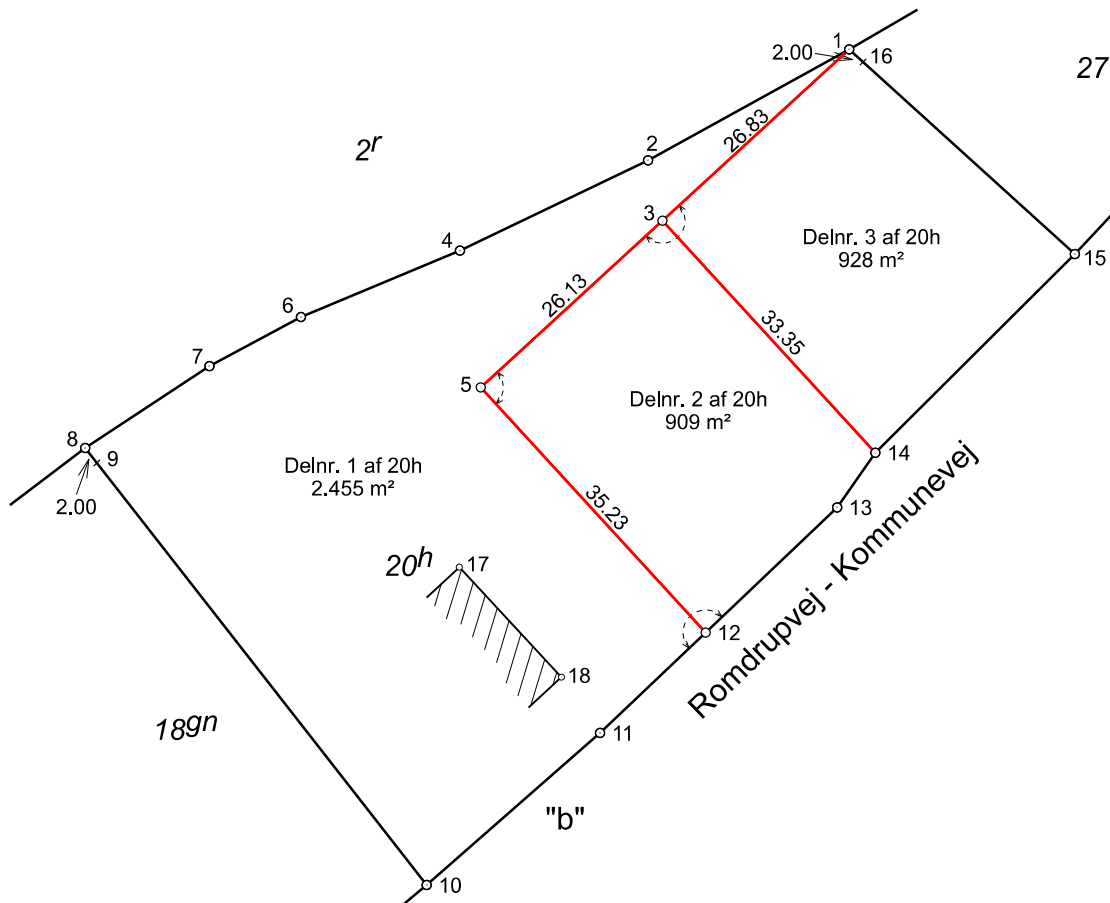 1
2.00
16
27
26.83
2
2r
3
4
Delnr. 3 af 20h
928 m²
15
26.13
6
33.35
7
5
Delnr. 2 af 20h
909 m²
8
9
2.00
Delnr. 1 af 20h
2.455 m²
14
35.23
13
20h
17
12
18
Romdrupvej - Kommunevej
18gn
11
"b"
10